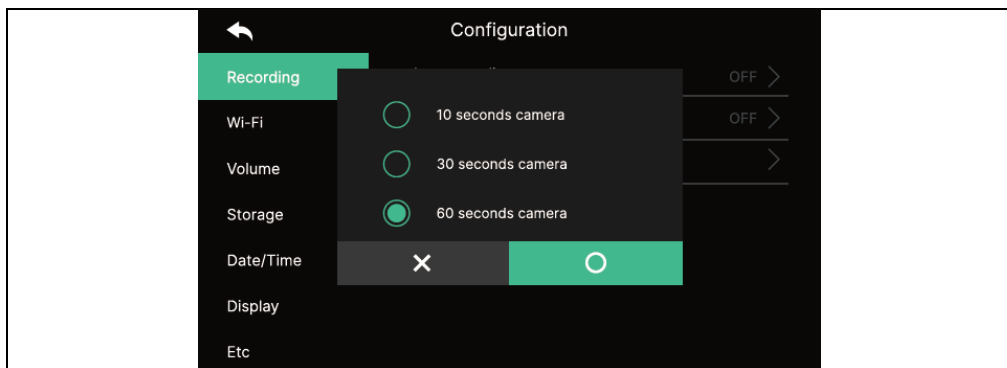 Configuration
Recording
OFF
Wi-Fi
10 seconds camera
OFF
Volume
30 seconds camera
Storage
60 seconds camera
Date/Time
Display
Etc